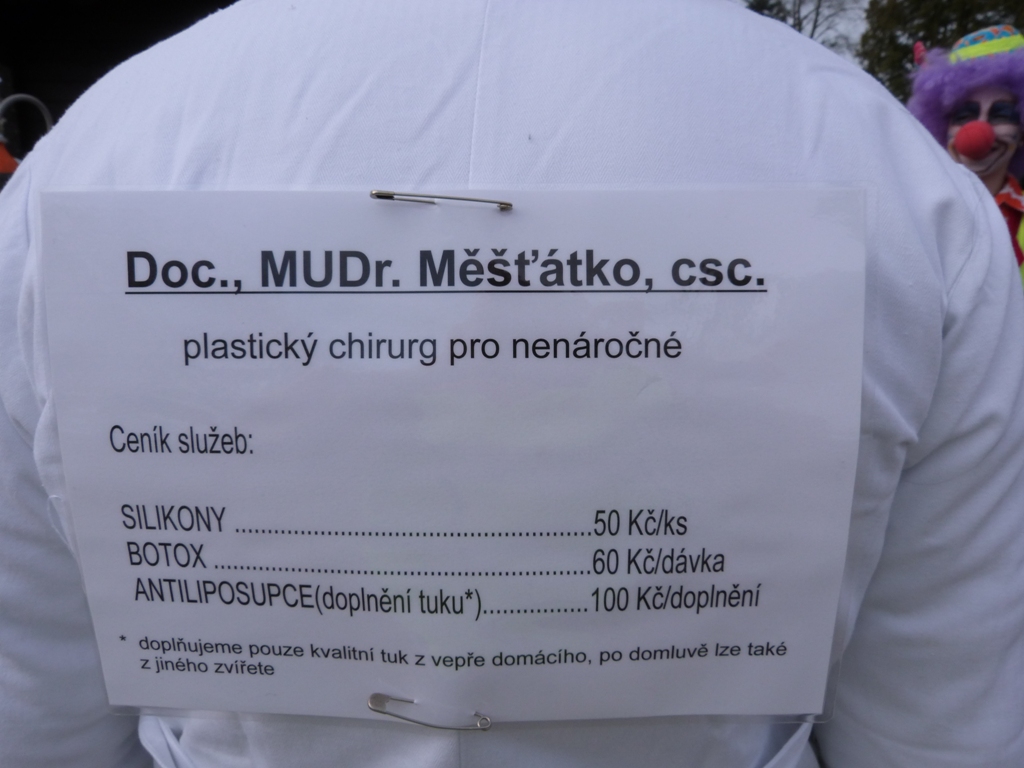 Doc., MUDr. Měšťátko, csc.
plastický chirurg pro nenáročné
Ceník služeb:
SILIKONY ........................................................50 Kč/ks
BOTOX ...........................................................60 Kč/dávka
ANTILIPOSUPCE(doplnění tuku*)................100 Kč/doplnění
* doplňujeme pouze kvalitní tuk z vepře domácího, po domluvě lze také
z jiného zvířete